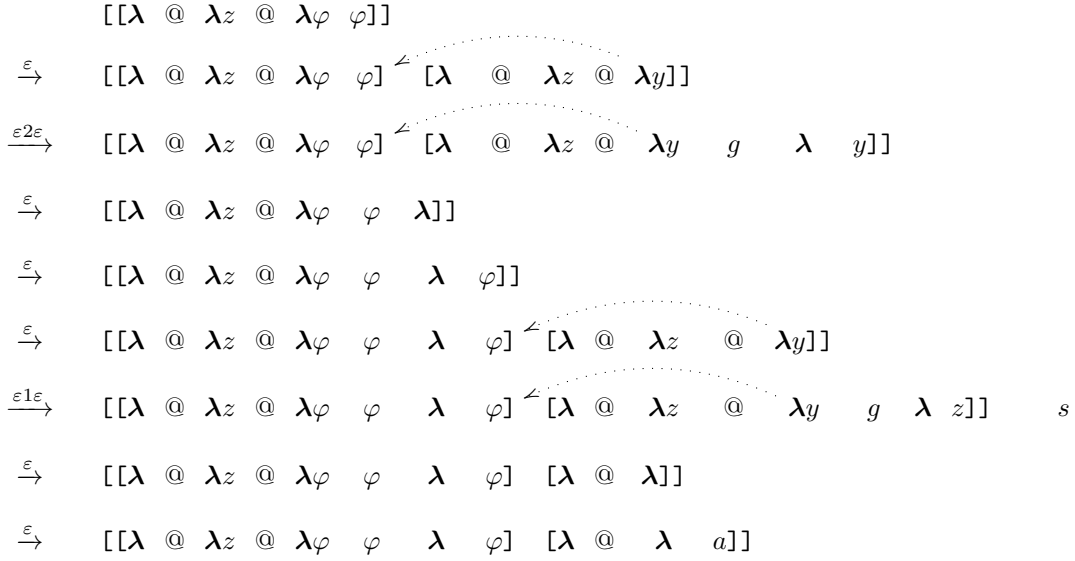 [[𝝀 @ 𝝀z @ 𝝀φ φ]]
ε→ [[𝝀 @ 𝝀z @ 𝝀φ φ] [𝝀 @ 𝝀z @ 𝝀y]]
ε2ε→ [[𝝀 @ 𝝀z @ 𝝀φ φ] [𝝀 @ 𝝀z @ 𝝀y g 𝝀 y]]
ε→ [[𝝀 @ 𝝀z @ 𝝀φ φ 𝝀]]
ε→ [[𝝀 @ 𝝀z @ 𝝀φ φ 𝝀 φ]]
ε→ [[𝝀 @ 𝝀z @ 𝝀φ φ 𝝀 φ] [𝝀 @ 𝝀z @ 𝝀y]]
ε1ε→ [[𝝀 @ 𝝀z @ 𝝀φ φ 𝝀 φ] [𝝀 @ 𝝀z @ 𝝀y g 𝝀 z]] s
ε→ [[𝝀 @ 𝝀z @ 𝝀φ φ 𝝀 φ] [𝝀 @ 𝝀]]
ε→ [[𝝀 @ 𝝀z @ 𝝀φ φ 𝝀 φ] [𝝀 @ 𝝀 a]]